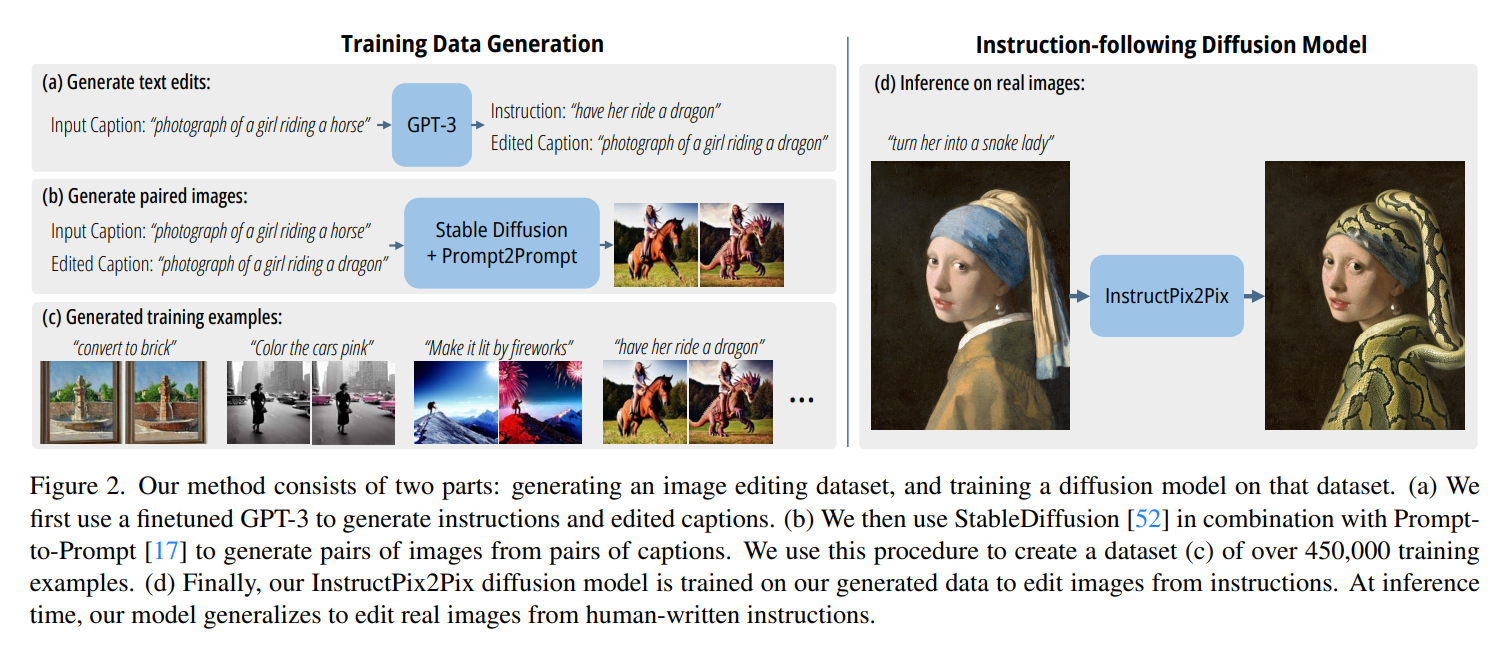 Training Data Generation
(a) Generate text edits:
Input Caption: “photograph of a girl riding a horse”
GPT-3
Instruction: “have her ride a dragon”
Edited Caption: “photograph of a girl riding a dragon”
(b) Generate paired images:
Input Caption: “photograph of a girl riding a horse”
Edited Caption: “photograph of a girl riding a dragon”
Stable Diffusion
+ Prompt2Prompt
(c) Generated training examples:
“convert to brick”
“Color the cars pink”
“Make it lit by fireworks”
“have her ride a dragon”
...
Instruction-following Diffusion Model
(d) Inference on real images:
“turn her into a snake lady”
InstructPix2Pix
Figure 2. Our method consists of two parts: generating an image editing dataset, and training a diffusion model on that dataset. (a) We
first use a finetuned GPT-3 to generate instructions and edited captions. (b) We then use StableDiffusion [52] in combination with Prompt-
to-Prompt [17] to generate pairs of images from pairs of captions. We use this procedure to create a dataset (c) of over 450,000 training
examples. (d) Finally, our InstructPix2Pix diffusion model is trained on our generated data to edit images from instructions. At inference
time, our model generalizes to edit real images from human-written instructions.